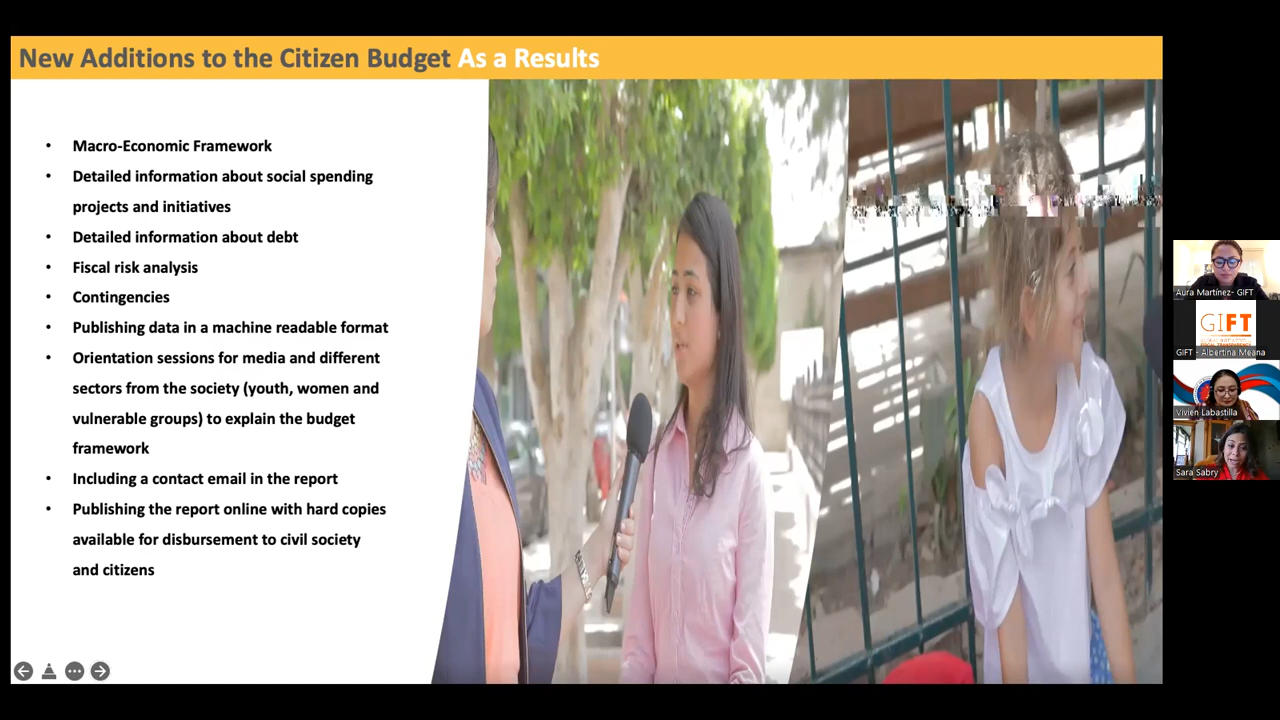 New Additions to the Citizen Budget As a Results
• Macro-Economic Framework
• Detailed information about social spending
projects and initiatives
• Detailed information about debt
• Fiscal risk analysis
• Contingencies
• Publishing data in a machine readable format
• Orientation sessions for media and different
sectors from the society (youth, women and
vulnerable groups) to explain the budget
framework
• Including a contact email in the report
• Publishing the report online with hard copies
available for disbursement to civil society
and citizens
Aura Martínez- GIFT
GIFT
GIFT - Albertina Meana
Vivien Labastilla
Sara Sabry